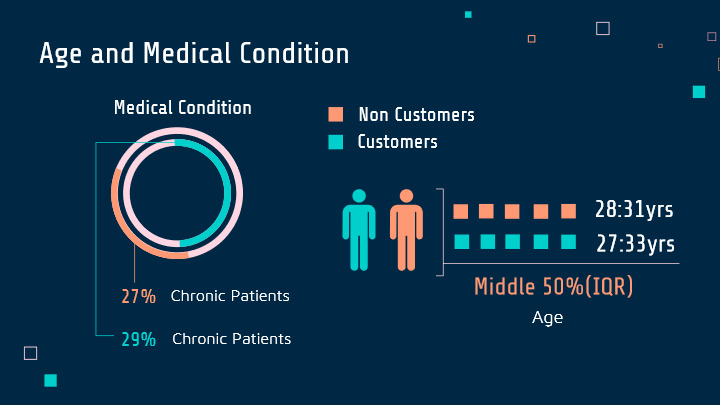 Age and Medical Condition
Medical Condition
Non Customers
Customers
28:31yrs
27:33yrs
Middle 50%(IQR)
Age
27% Chronic Patients
29% Chronic Patients